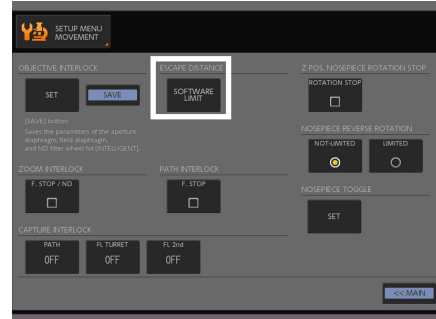 SETUP MENU
MOVEMENT
OBJECTIVE INTERLOCK
SET
SAVE
[SAVE] button:
Saves the parameters of the aperture
diaphragm, field diaphragm,
and ND filter wheel for [INTELLIGENT].
ESCAPE DISTANCE
SOFTWARE
LIMIT
Z POS. NOSEPIECE ROTATION STOP
ROTATION STOP
NOSEPIECE REVERSE ROTATION
NOT-LIMITED
LIMITED
ZOOM INTERLOCK
F. STOP / ND
PATH INTERLOCK
F. STOP
NOSEPIECE TOGGLE
SET
CAPTURE INTERLOCK
PATH
OFF
FL TURRET
OFF
FL 2nd
OFF
<< MAIN